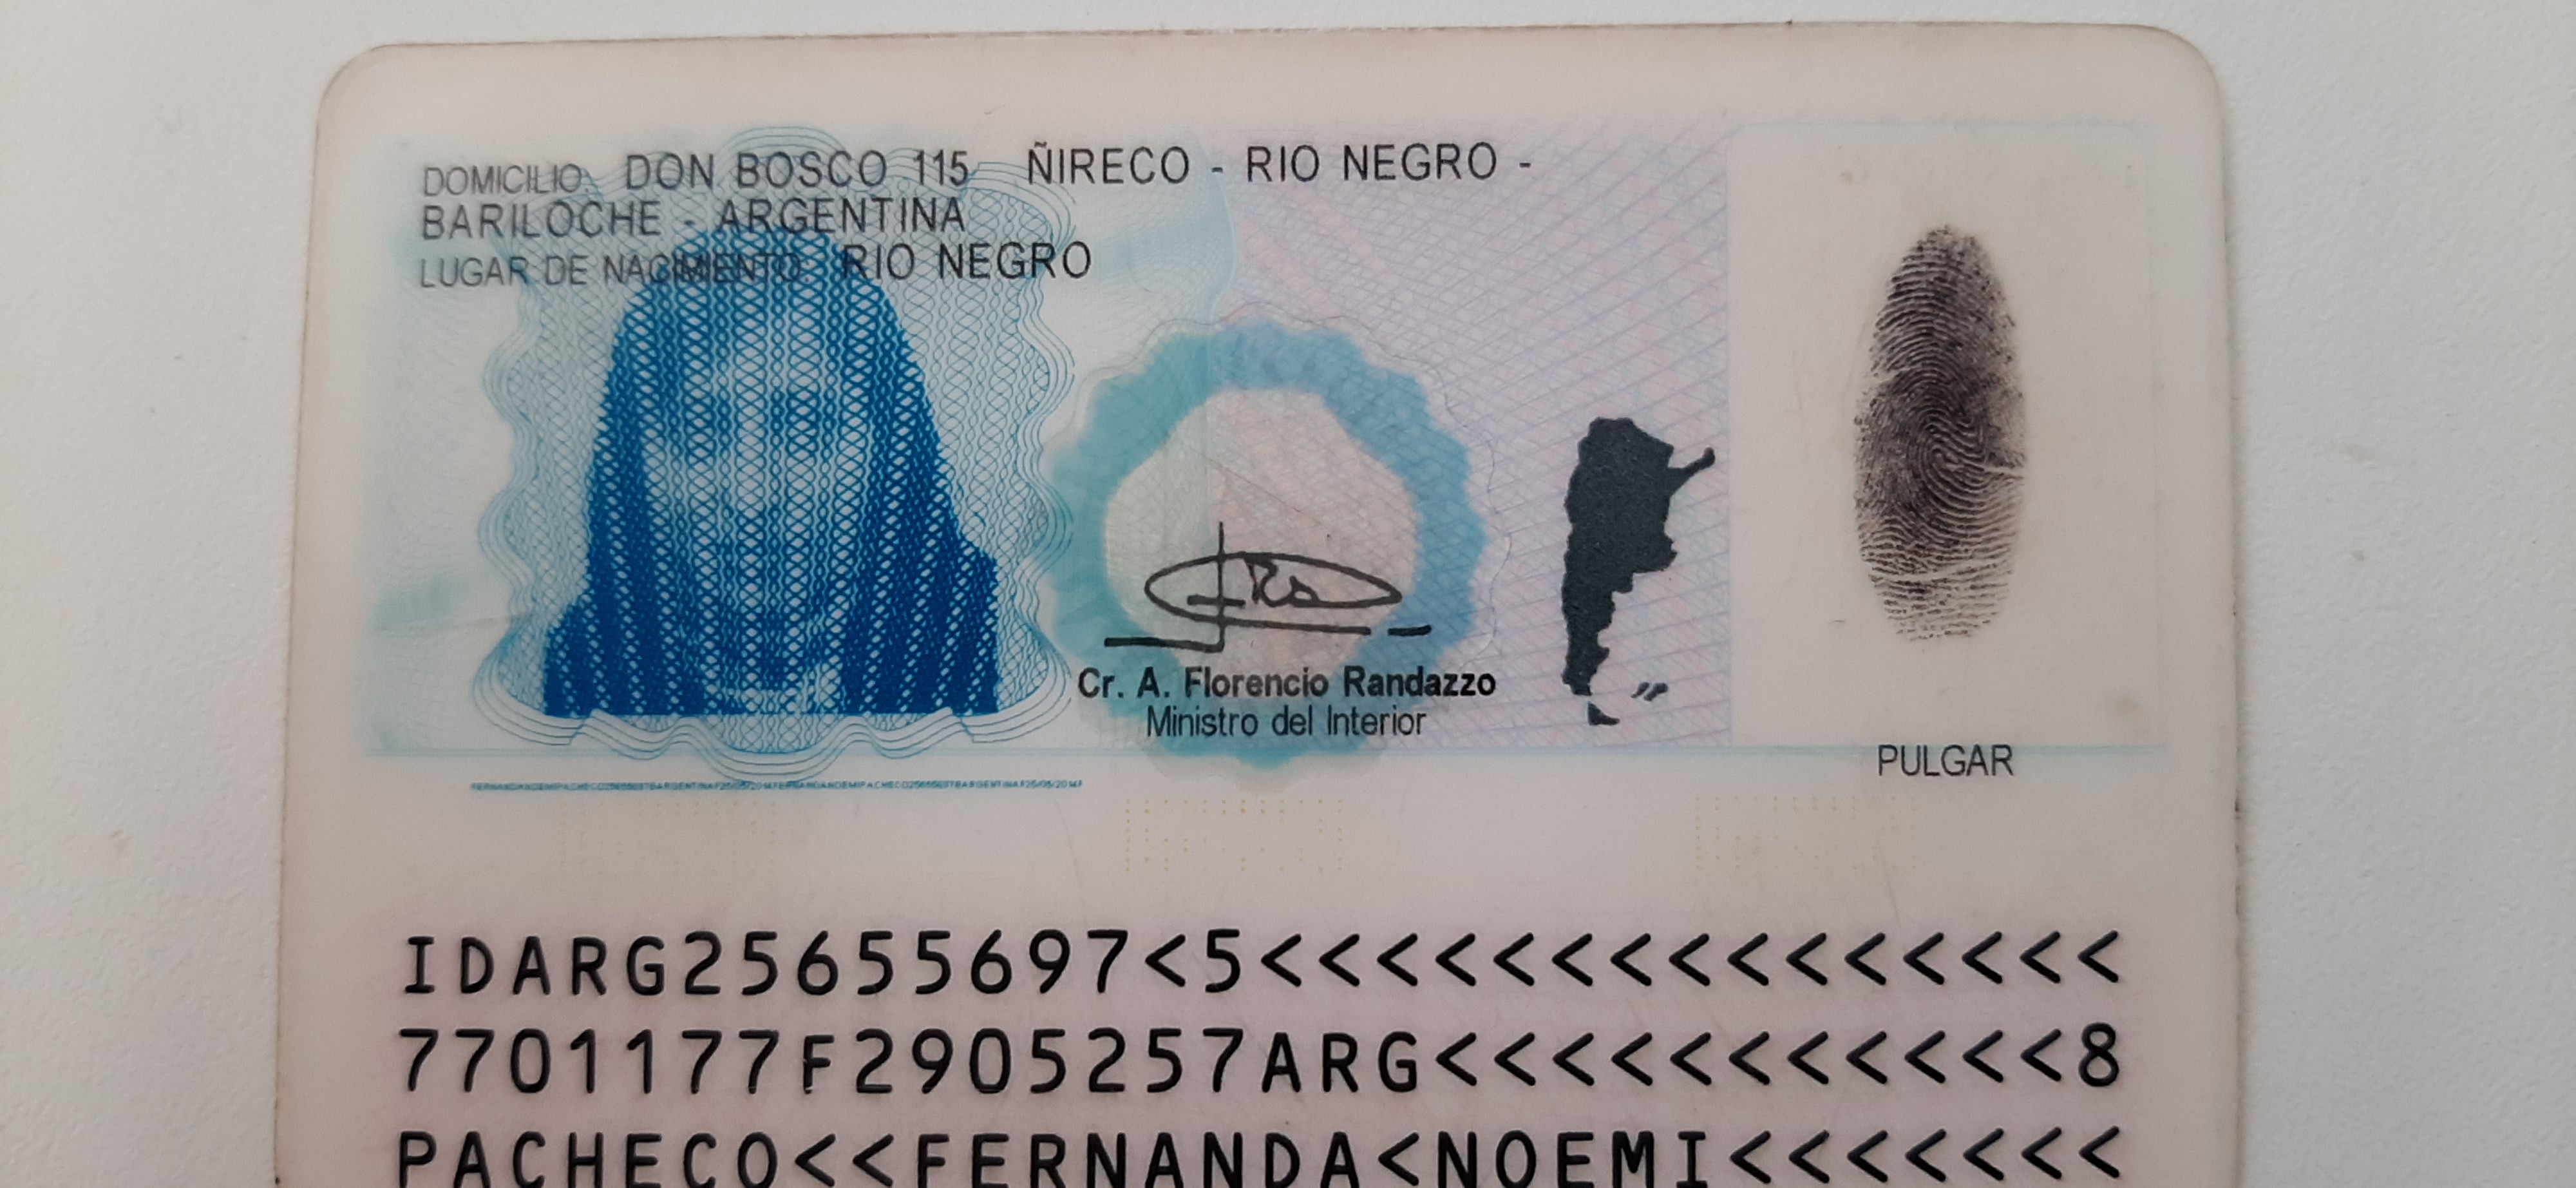 DOMICILIO: DON BOSCO 115 ÑIRECO - RIO NEGRO -
BARILOCHE - ARGENTINA
LUGAR DE NACIMIENTO: RIO NEGRO
Cr. A. Florencio Randazzo
Ministro del Interior
PULGAR
IDARG25655697<5<<<<<<<<<<<<<<<
7701177F2905257ARG<<<<<<<<<<<8
PACHECO<<FERNANDA<NOEMI<<<<<<<